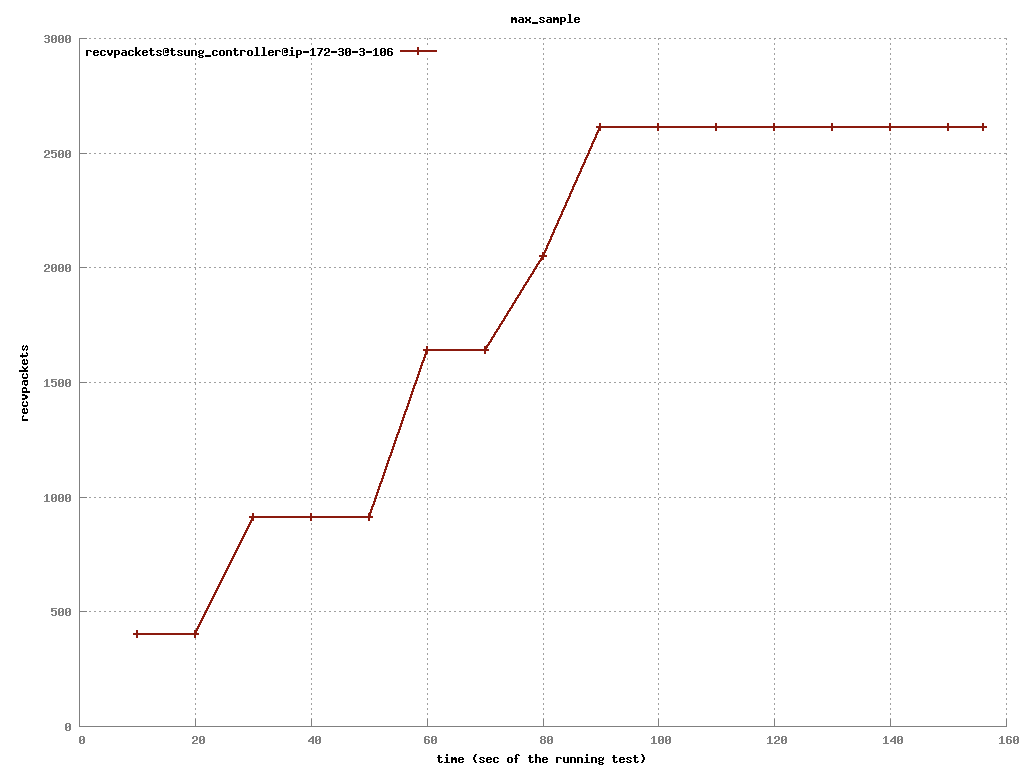 max_sample
3000
recvpackets@tsung_controller@ip-172-30-3-106
2500
2000
1500
1000
500
0
recvpackets
0 20 40 60 80 100 120 140 160
time (sec of the running test)